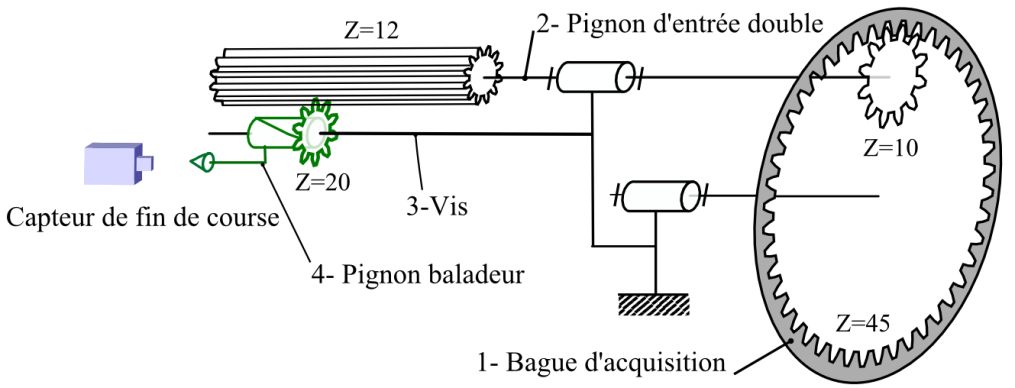 Z=12
2- Pignon d'entrée double
Z=10
Z=20
3-Vis
Capteur de fin de course
4- Pignon baladeur
Z=45
1- Bague d'acquisition